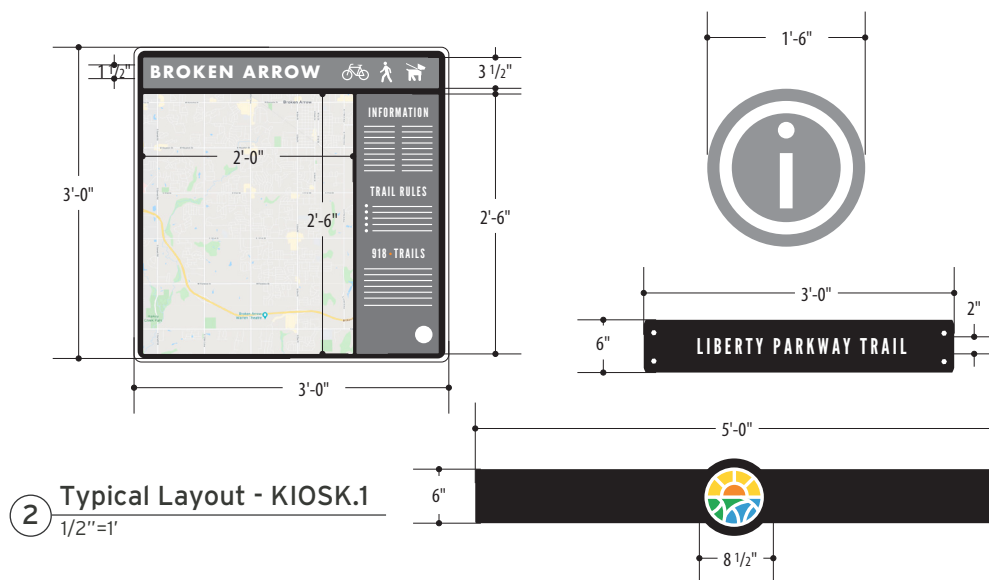 1'-6"
1 1/2"
BROKEN ARROW
3 1/2"
Broken Arrow
INFORMATION
2'-0"
3'-0"
TRAIL RULES
2'-6"
2'-6"
918•TRAILS
3'-0"
3'-0"
2"
6"
LIBERTY PARKWAY TRAIL
5'-0"
6"
8 1/2"
2
Typical Layout - KIOSK.1
1/2"=1'